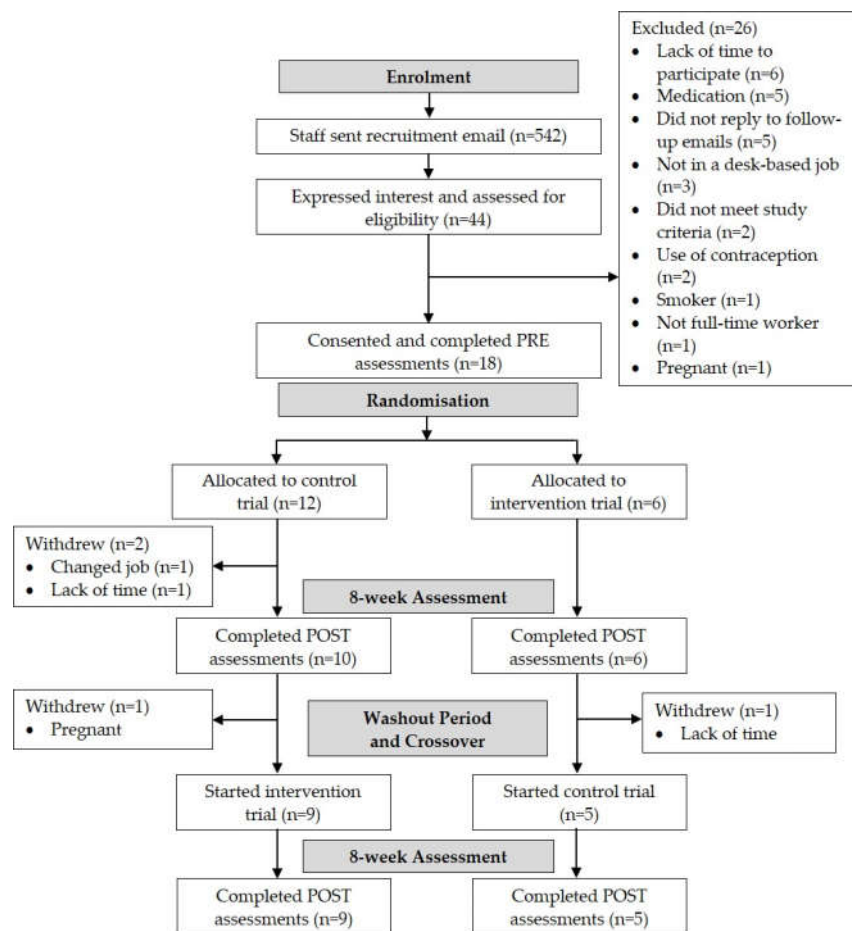 Enrolment
Staff sent recruitment email (n=542)
Expressed interest and assessed for
eligibility (n=44)
Excluded (n=26)
• Lack of time to
participate (n=6)
• Medication (n=5)
• Did not reply to follow-
up emails (n=5)
• Not in a desk-based job
(n=3)
• Did not meet study
criteria (n=2)
• Use of contraception
(n=2)
• Smoker (n=1)
• Not full-time worker
(n=1)
• Pregnant (n=1)
Consented and completed PRE
assessments (n=18)
Randomisation
Allocated to control
trial (n=12)
Allocated to
intervention trial (n=6)
Withdrew (n=2)
• Changed job (n=1)
• Lack of time (n=1)
8-week Assessment
Completed POST
assessments (n=10)
Completed POST
assessments (n=6)
Withdrew (n=1)
• Pregnant
Washout Period
and Crossover
Withdrew (n=1)
• Lack of time
Started intervention
trial (n=9)
Started control trial
(n=5)
8-week Assessment
Completed POST
assessments (n=9)
Completed POST
assessments (n=5)